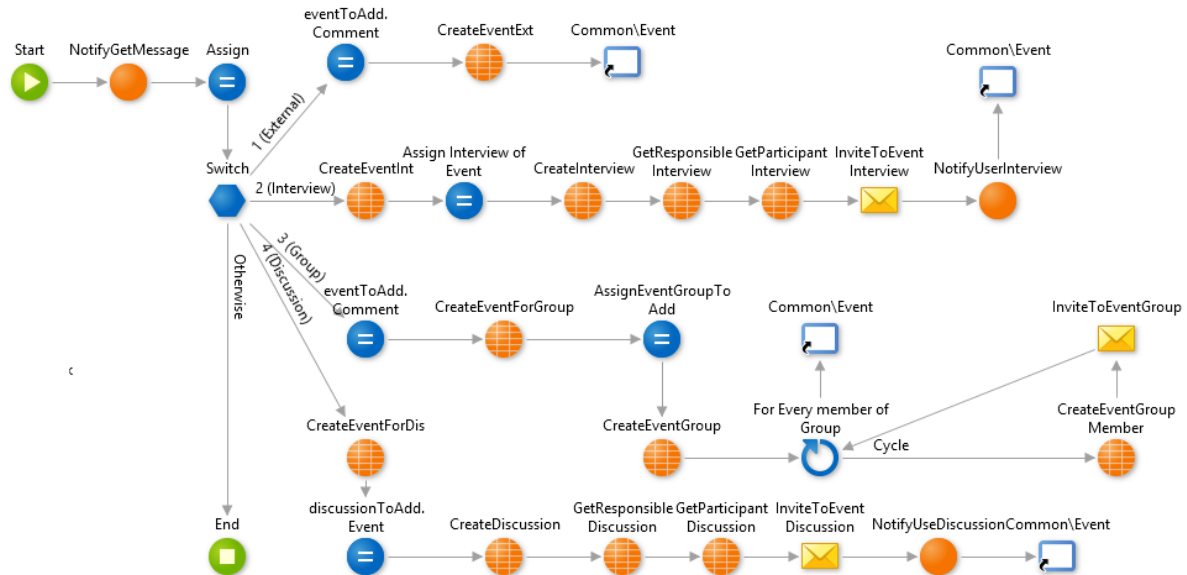 eventToAdd.
Comment
CreateEventExt
Common\Event
Start
NotifyGetMessage
Assign
Common\Event
1 (External)
Switch
2 (Interview)
CreateEventInt
Assign Interview of
Event
CreateInterview
GetResponsible
Interview
GetParticipant
Interview
InviteToEvent
Interview
NotifyUserInterview
3 (Group)
4 (Discussion)
Otherwise
eventToAdd.
Comment
CreateEventForGroup
AssignEventGroupTo
Add
Common\Event
InviteToEventGroup
c
CreateEventForDis
CreateEventGroup
For Every member of
Group
Cycle
CreateEventGroup
Member
End
discussionToAdd.
Event
CreateDiscussion
GetResponsible
Discussion
GetParticipant
Discussion
InviteToEvent
Discussion
NotifyUseDiscussion
Common\Event